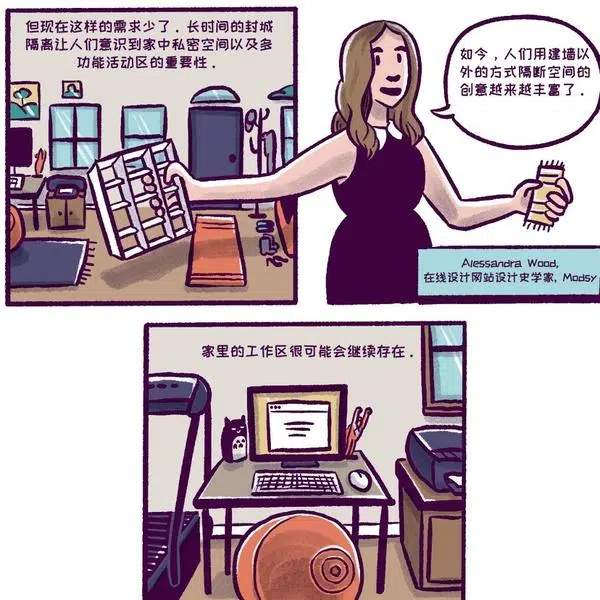 但现在这样的需求少了．长时间的封城
隔离让人们意识到家中私密空间以及多
功能活动区的重要性．
如今，人们用建墙以
外的方式隔断空间的
创意越来越丰富了．
Alessandra Wood,
在线设计网站设计史学家, Modsy
家里的工作区很可能会继续存在．